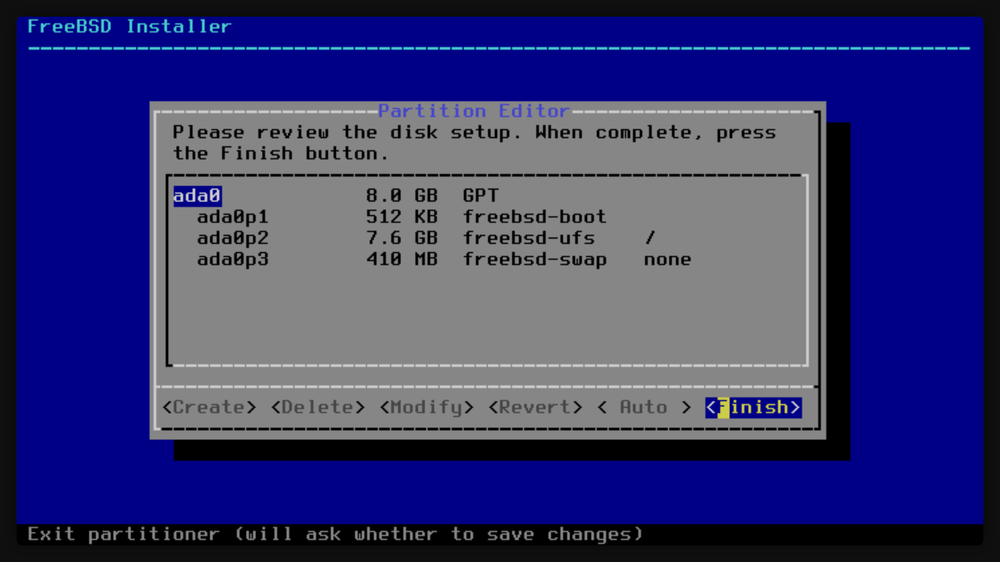 FreeBSD Installer
Partition Editor
Please review the disk setup. When complete, press
the Finish button.
ada0 8.0 GB GPT
ada0p1 512 KB freebsd-boot
ada0p2 7.6 GB freebsd-ufs /
ada0p3 410 MB freebsd-swap none
<Create> <Delete> <Modify> <Revert> < Auto > <Finish>
Exit partitioner (will ask whether to save changes)